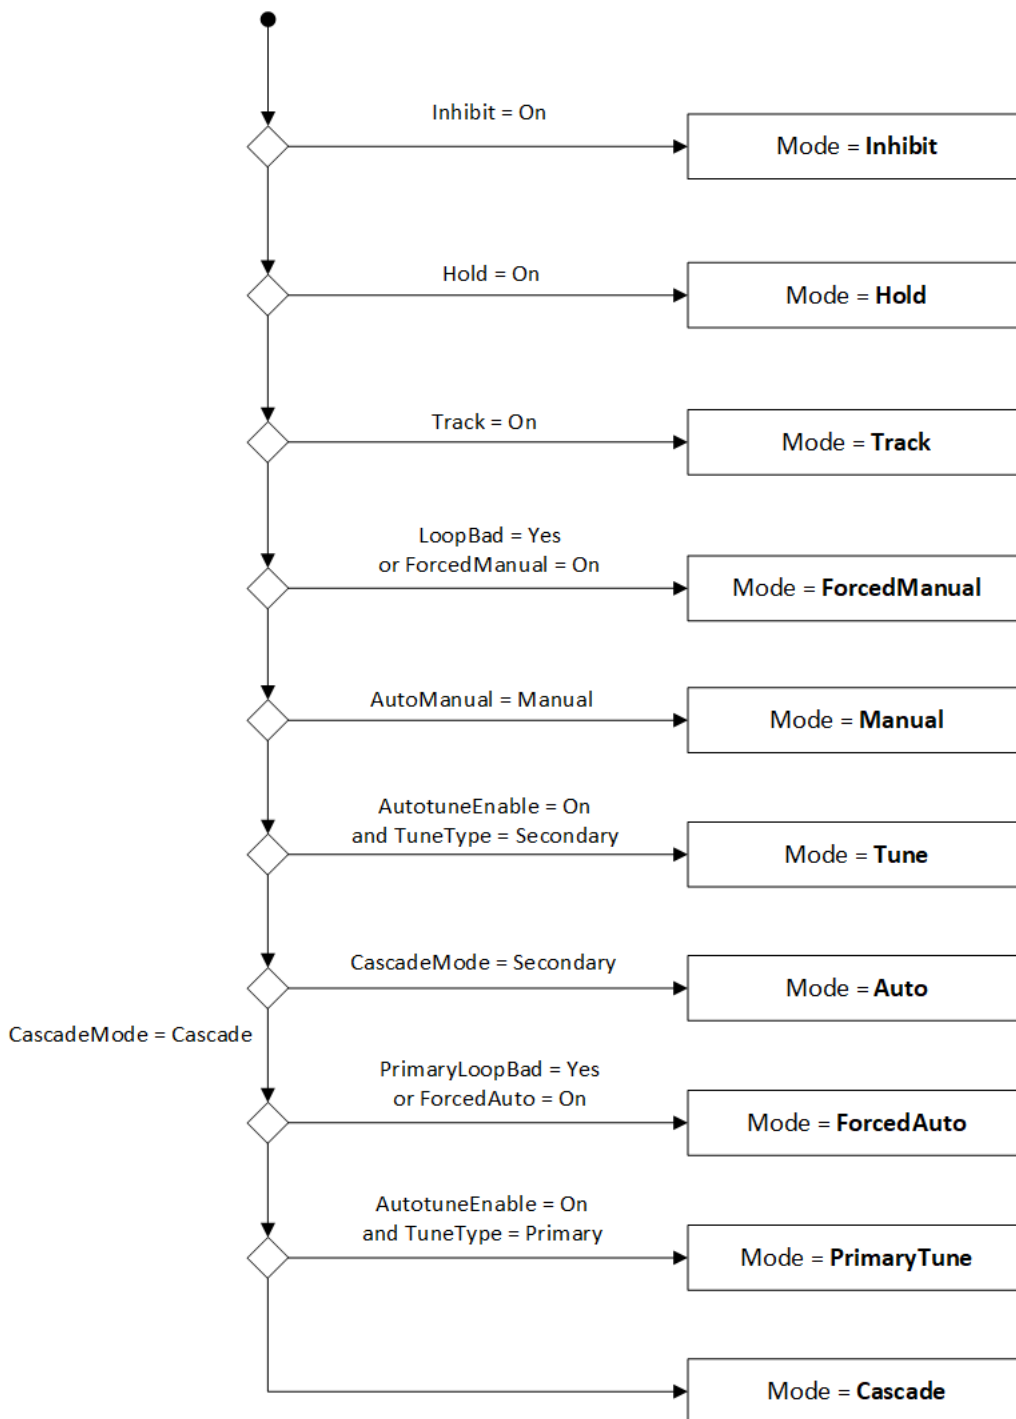 Inhibit = On
Mode = Inhibit
Hold = On
Mode = Hold
Track = On
Mode = Track
LoopBad = Yes
or ForcedManual = On
Mode = ForcedManual
AutoManual = Manual
Mode = Manual
AutotuneEnable = On
and TuneType = Secondary
Mode = Tune
CascadeMode = Secondary
Mode = Auto
CascadeMode = Cascade
PrimaryLoopBad = Yes
or ForcedAuto = On
Mode = ForcedAuto
AutotuneEnable = On
and TuneType = Primary
Mode = PrimaryTune
Mode = Cascade